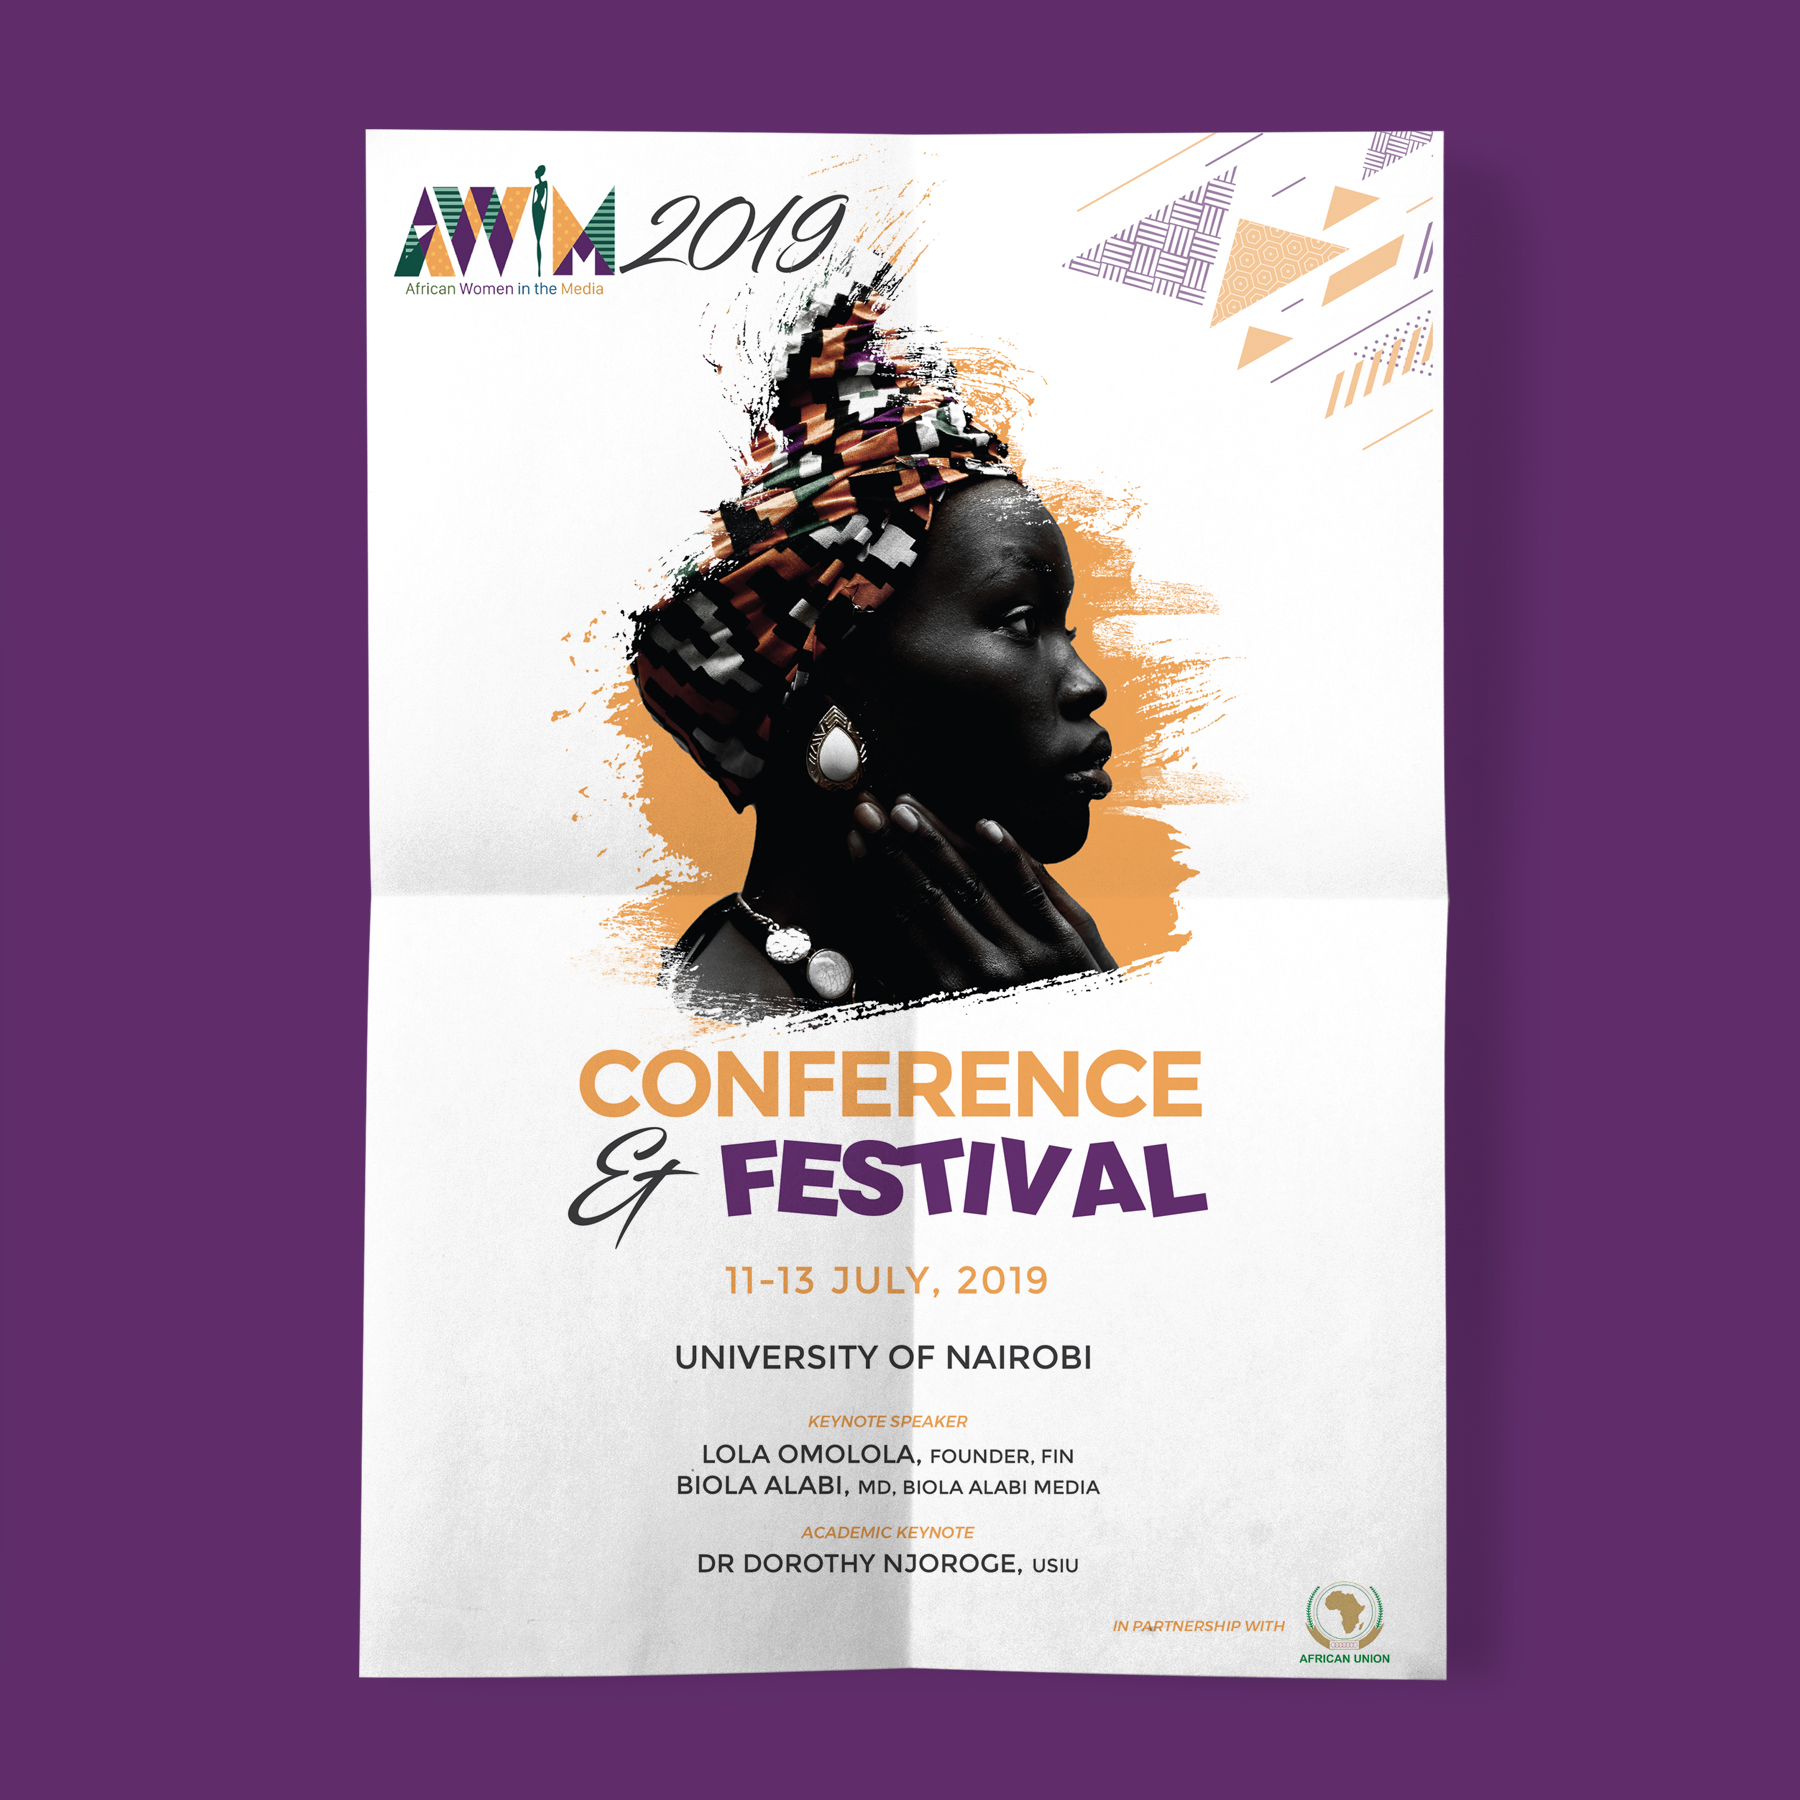 AWiM 2019
African Women in the Media
CONFERENCE
& FESTIVAL
11-13 JULY, 2019
UNIVERSITY OF NAIROBI
KEYNOTE SPEAKER
LOLA OMOLOLA, FOUNDER, FIN
BIOLA ALABI, MD, BIOLA ALABI MEDIA
ACADEMIC KEYNOTE
DR DOROTHY NJOROGE, USIU
IN PARTNERSHIP WITH
AFRICAN UNION